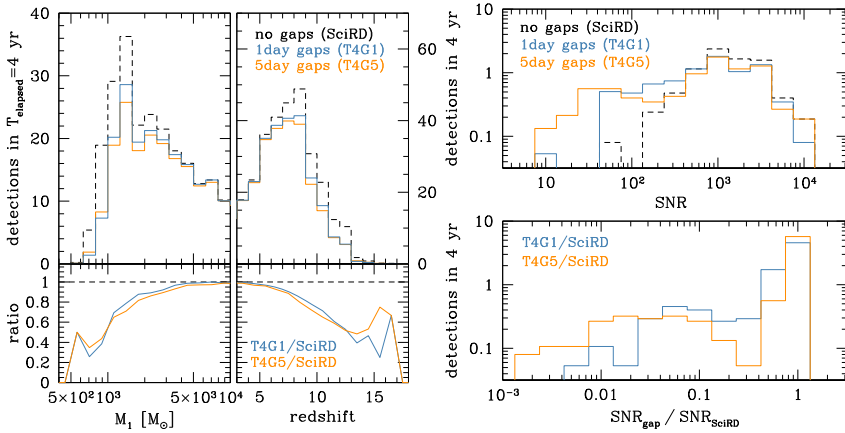 no gaps (SciRD)
1day gaps (T4G1)
5day gaps (T4G5)
detections in T_elapsed=4 yr
40
30
20
10
0
60
40
20
0
ratio
1
0.8
0.6
0.4
0.2
0
T4G1/SciRD
T4G5/SciRD
5×10²10³ 5×10³10⁴
M₁ [M⊙]
5 10 15
redshift
no gaps (SciRD)
1day gaps (T4G1)
5day gaps (T4G5)
detections in 4 yr
10
1
0.1
10 10² 10³ 10⁴
SNR
T4G1/SciRD
T4G5/SciRD
detections in 4 yr
10
1
0.1
10⁻³ 0.01 0.1 1
SNR_gap / SNR_SciRD